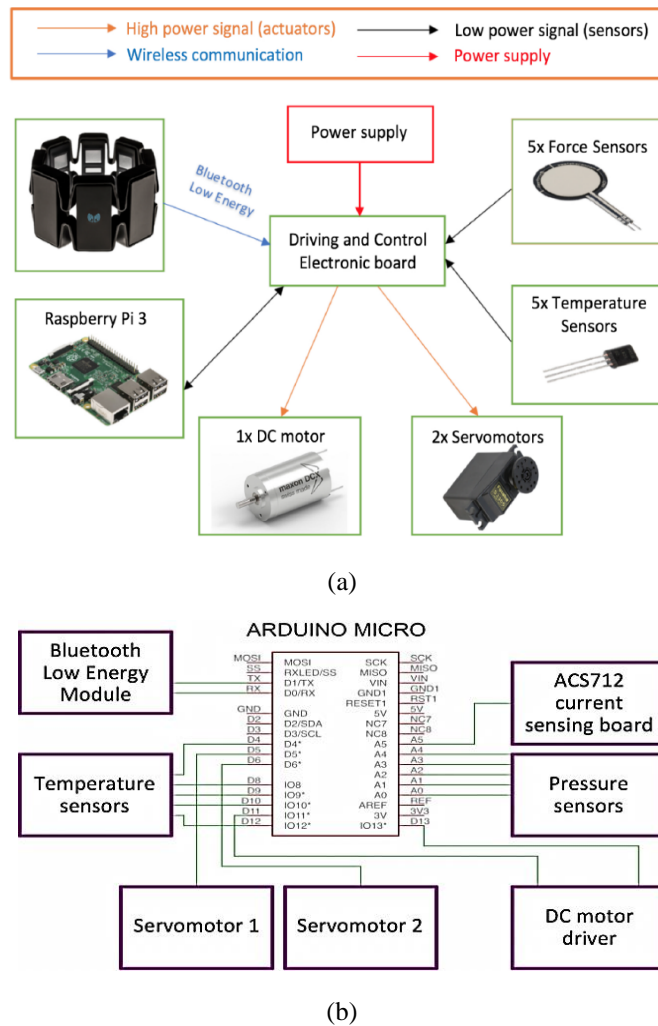 High power signal (actuators)
Low power signal (sensors)
Wireless communication
Power supply
Power supply
5x Force Sensors
Bluetooth
Low Energy
Driving and Control
Electronic board
Raspberry Pi 3
5x Temperature
Sensors
1x DC motor
maxon DCX
2x Servomotors
(a)
ARDUINO MICRO
Bluetooth
Low Energy
Module
Temperature
sensors
MOSI
SS
TX
RX
GND
D2
D3
D4
D5
D6
D8
D9
D10
D11
D12
MOSI
RXLED/SS
D1/TX
D0/RX
GND
D2/SDA
D3/SCL
D4*
D5*
D6*
IO8
IO9*
IO10*
IO11*
IO12*
SCK
MISO
VIN
GND1
RESET1
5V
NC7
NC8
A5
A4
A3
A2
A1
A0
AREF
3V
IO13*
SCK
MISO
VIN
GND1
RST1
5V
NC7
NC8
A5
A4
A3
A2
A1
A0
REF
3V3
D13
ACS712
current
sensing board
Pressure
sensors
Servomotor 1
Servomotor 2
DC motor
driver
(b)